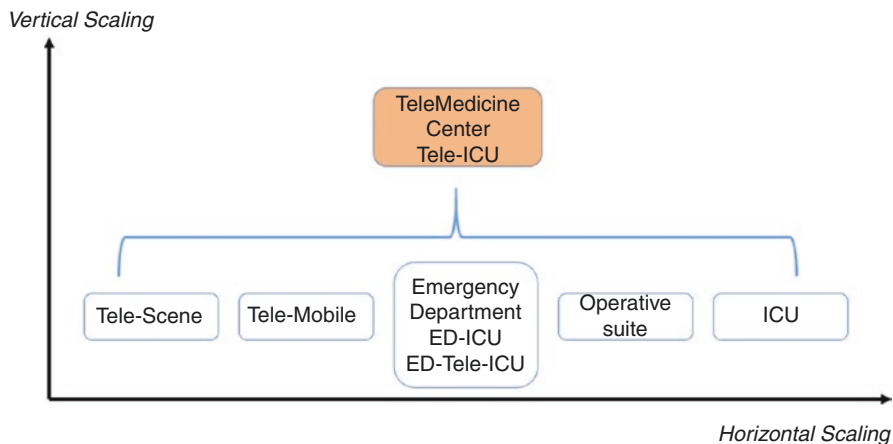 Vertical Scaling
TeleMedicine
Center
Tele-ICU
Tele-Scene
Tele-Mobile
Emergency
Department
ED-ICU
ED-Tele-ICU
Operative
suite
ICU
Horizontal Scaling